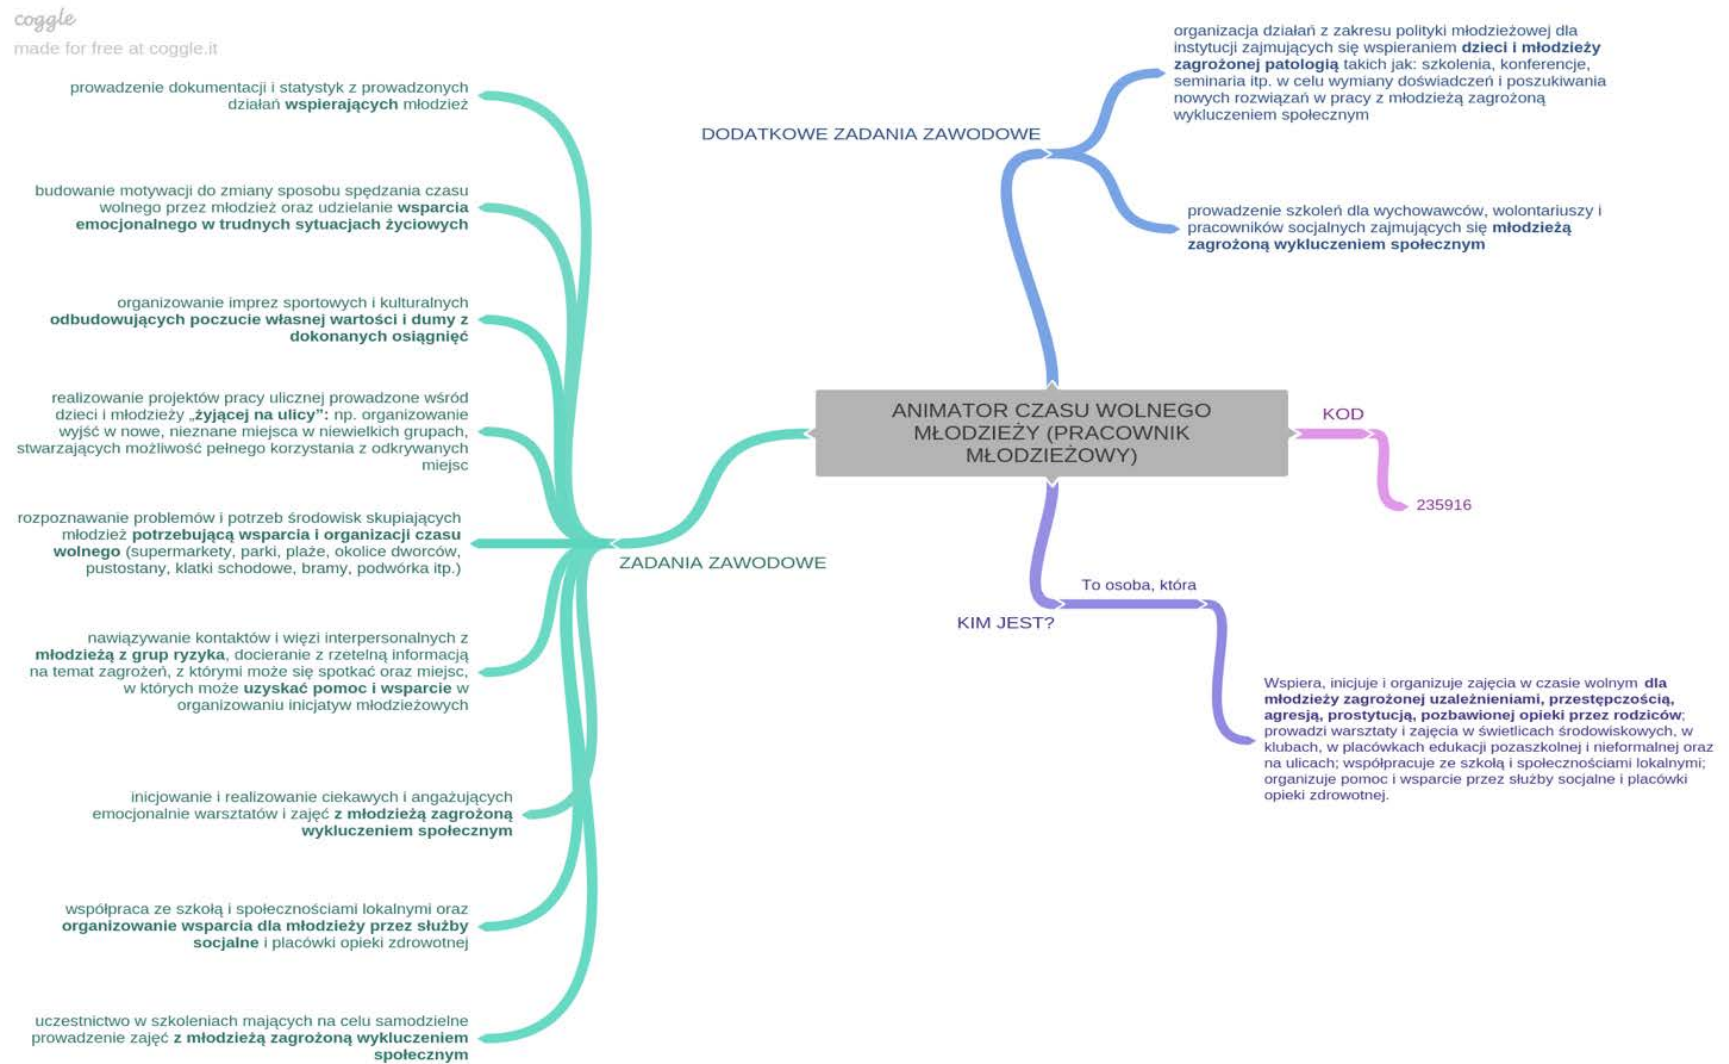 coggle
made for free at coggle.it
prowadzenie dokumentacji i statystyk z prowadzonych
działań wspierających młodzież
budowanie motywacji do zmiany sposobu spędzania czasu
wolnego przez młodzież oraz udzielanie wsparcia
emocjonalnego w trudnych sytuacjach życiowych
organizowanie imprez sportowych i kulturalnych
odbudowujących poczucie własnej wartości i dumy z
dokonanych osiągnięć
realizowanie projektów pracy ulicznej prowadzone wśród
dzieci i młodzieży „żyjącej na ulicy”: np. organizowanie
wyjść w nowe, nieznane miejsca w niewielkich grupach,
stwarzających możliwość pełnego korzystania z odkrywanych
miejsc
rozpoznawanie problemów i potrzeb środowisk skupiających
młodzież potrzebującą wsparcia i organizacji czasu
wolnego (supermarkety, parki, plaże, okolice dworców,
pustostany, klatki schodowe, bramy, podwórka itp.)
nawiązywanie kontaktów i więzi interpersonalnych z
młodzieżą z grup ryzyka, docieranie z rzetelną informacją
na temat zagrożeń, z którymi może się spotkać oraz miejsc,
w których może uzyskać pomoc i wsparcie w
organizowaniu inicjatyw młodzieżowych
inicjowanie i realizowanie ciekawych i angażujących
emocjonalnie warsztatów i zajęć z młodzieżą zagrożoną
wykluczeniem społecznym
współpraca ze szkołą i społecznościami lokalnymi oraz
organizowanie wsparcia dla młodzieży przez służby
socjalne i placówki opieki zdrowotnej
uczestnictwo w szkoleniach mających na celu samodzielne
prowadzenie zajęć z młodzieżą zagrożoną wykluczeniem
społecznym
ZADANIA ZAWODOWE
DODATKOWE ZADANIA ZAWODOWE
organizacja działań z zakresu polityki młodzieżowej dla
instytucji zajmujących się wspieraniem dzieci i młodzieży
zagrożonej patologią takich jak: szkolenia, konferencje,
seminaria itp. w celu wymiany doświadczeń i poszukiwania
nowych rozwiązań w pracy z młodzieżą zagrożoną
wykluczeniem społecznym
prowadzenie szkoleń dla wychowawców, wolontariuszy i
pracowników socjalnych zajmujących się młodzieżą
zagrożoną wykluczeniem społecznym
ANIMATOR CZASU WOLNEGO
MŁODZIEŻY (PRACOWNIK
MŁODZIEŻOWY)
KOD
235916
KIM JEST?
To osoba, która
Wspiera, inicjuje i organizuje zajęcia w czasie wolnym dla
młodzieży zagrożonej uzależnieniami, przestępczością,
agresją, prostytucją, pozbawionej opieki przez rodziców;
prowadzi warsztaty i zajęcia w świetlicach środowiskowych, w
klubach, w placówkach edukacji pozaszkolnej i nieformalnej oraz
na ulicach; współpracuje ze szkołą i społecznościami lokalnymi;
organizuje pomoc i wsparcie przez służby socjalne i placówki
opieki zdrowotnej.